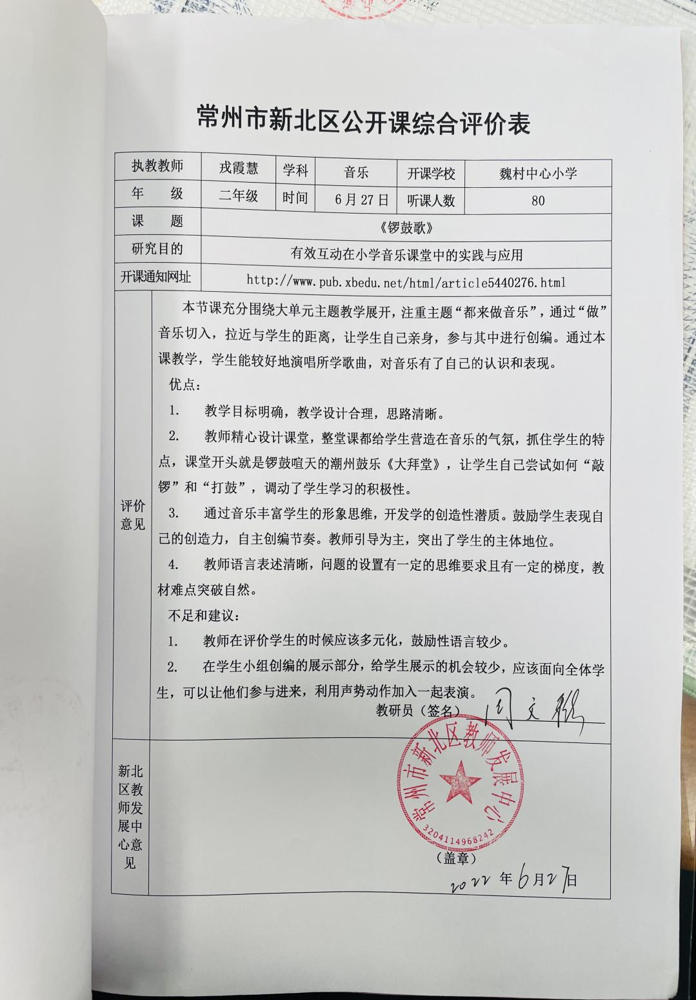 常州市新北区公开课综合评价表
执教教师 戎霞慧 学科 音乐 开课学校 魏村中心小学
年 级 二年级 时间 6月27日 听课人数 80
课 题 《锣鼓歌》
研究目的 有效互动在小学音乐课堂中的实践与应用
开课通知网址 http://www.pub.xbedu.net/html/article5440276.html
评价意见
本节课充分围绕大单元主题教学展开，注重主题“都来做音乐”，通过“做”
音乐切入，拉近与学生的距离，让学生自己亲身，参与其中进行创编。通过本
课教学，学生能较好地演唱所学歌曲，对音乐有了自己的认识和表现。
优点：
1. 教学目标明确，教学设计合理，思路清晰。
2. 教师精心设计课堂，整堂课都给学生营造在音乐的气氛，抓住学生的特
点，课堂开头就是锣鼓喧天的潮州鼓乐《大拜堂》，让学生自己尝试如何“敲
锣”和“打鼓”，调动了学生学习的积极性。
3. 通过音乐丰富学生的形象思维，开发学的创造性潜质。鼓励学生表现自
己的创造力，自主创编节奏。教师引导为主，突出了学生的主体地位。
4. 教师语言表述清晰，问题的设置有一定的思维要求且有一定的梯度，教
材难点突破自然。
不足和建议：
1. 教师在评价学生的时候应该多元化，鼓励性语言较少。
2. 在学生小组创编的展示部分，给学生展示的机会较少，应该面向全体学
生，可以让他们参与进来，利用声势动作加入一起表演。
教研员（签名） 周文
新北区教师发展中心意见
常州市新北区教师发展中心
3204114968242
（盖章）
2022年6月27日